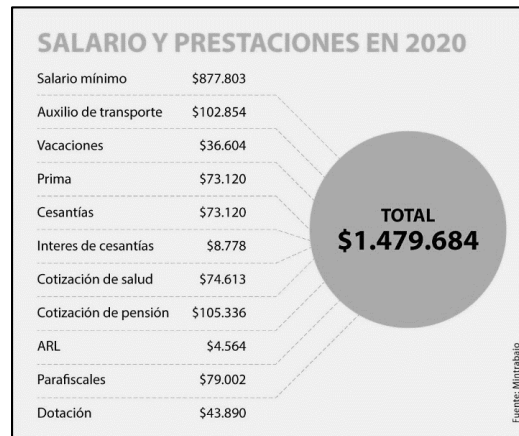 SALARIO Y PRESTACIONES EN 2020
Salario mínimo $877.803
Auxilio de transporte $102.854
Vacaciones $36.604
Prima $73.120
Cesantías $73.120
Interes de cesantías $8.778
Cotización de salud $74.613
Cotización de pensión $105.336
ARL $4.564
Parafiscales $79.002
Dotación $43.890
TOTAL
$1.479.684
Fuente: Mintrabajo